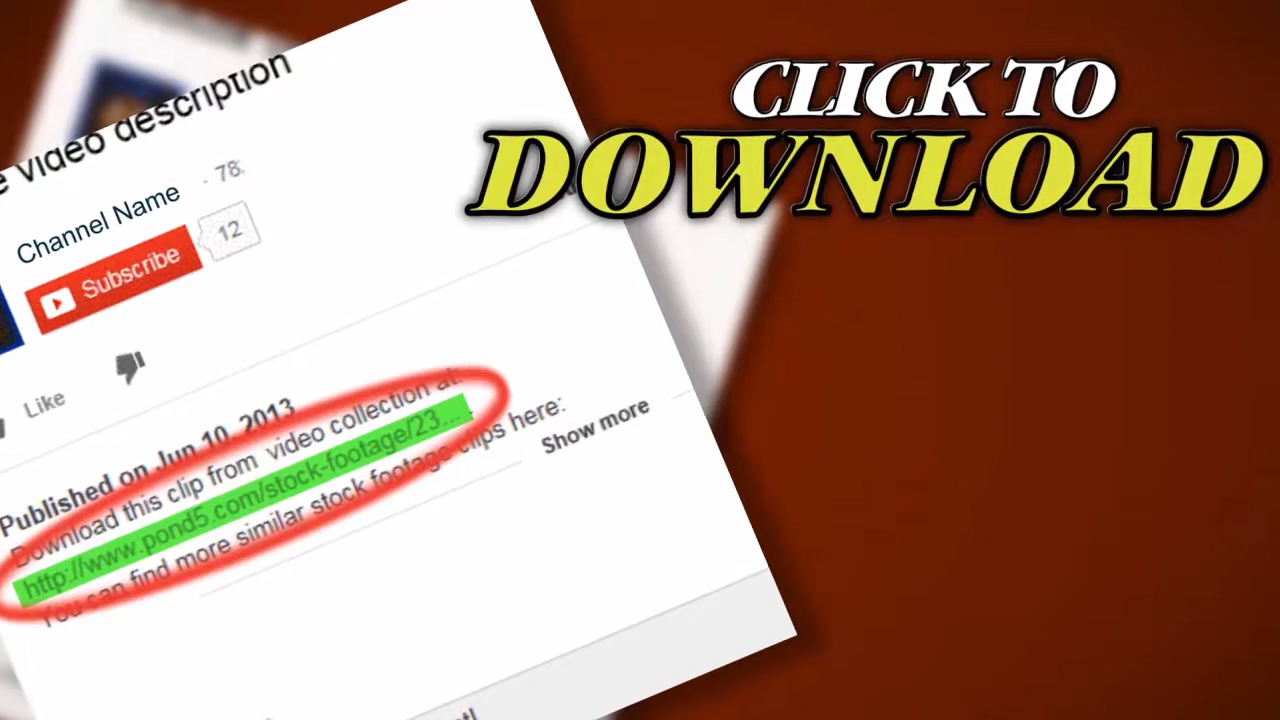 CLICK TO
DOWNLOAD
video description
Channel Name
78
Subscribe
12
Like
Published on Jun 10, 2013
Download this clip from video collection at:
http://www.pond5.com/stock-footage/23...
You can find more similar stock footage clips here:
Show more